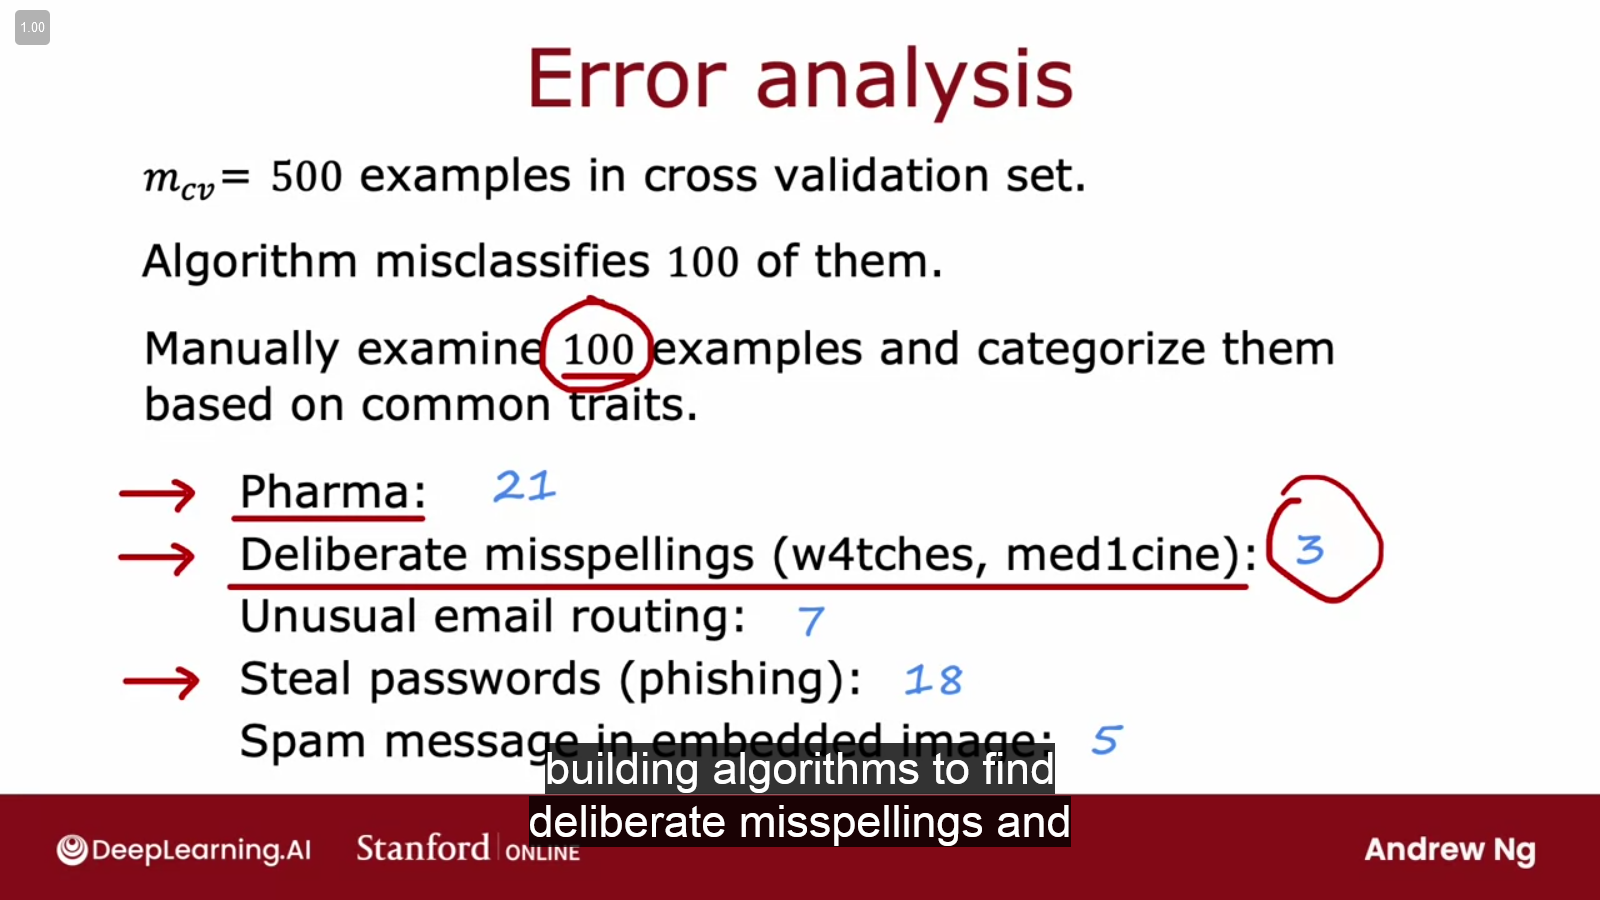 1.00
Error analysis
m_cv = 500 examples in cross validation set.
Algorithm misclassifies 100 of them.
Manually examine 100 examples and categorize them
based on common traits.
Pharma: 21
Deliberate misspellings (w4tches, med1cine): 3
Unusual email routing: 7
Steal passwords (phishing): 18
Spam message in embedded image: 5
building algorithms to find
deliberate misspellings and
DeepLearning.AI Stanford ONLINE Andrew Ng